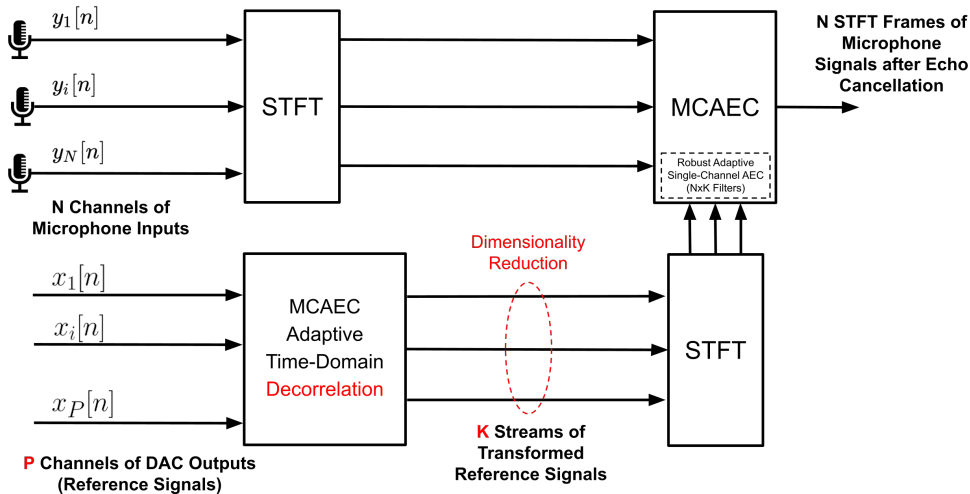 y₁[n]
yᵢ[n]
y_N[n]
N Channels of
Microphone Inputs
STFT
MCAEC
Robust Adaptive
Single-Channel AEC
(NxK Filters)
N STFT Frames of
Microphone
Signals after Echo
Cancellation
x₁[n]
xᵢ[n]
x_P[n]
P Channels of DAC Outputs
(Reference Signals)
MCAEC
Adaptive
Time-Domain
Decorrelation
Dimensionality
Reduction
K Streams of
Transformed
Reference Signals
STFT